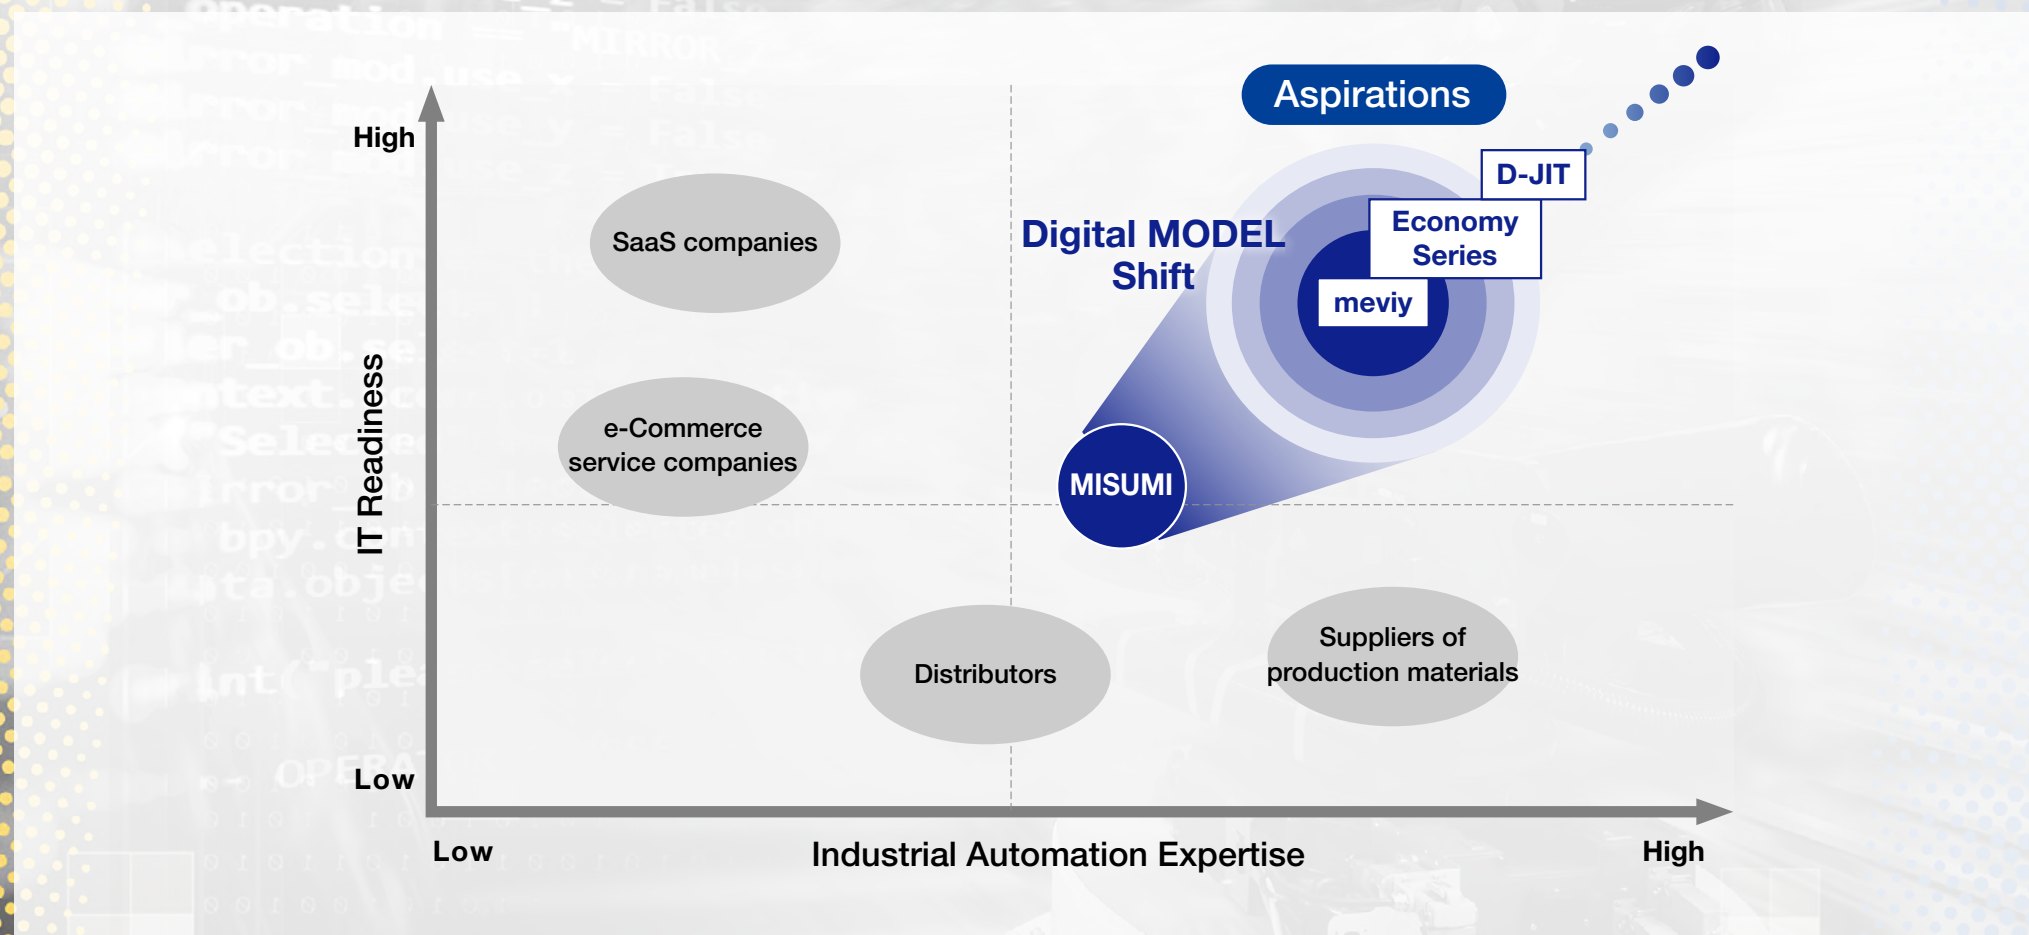 Aspirations
High
D-JIT
Economy
Series
SaaS companies
Digital MODEL
Shift
meviy
e-Commerce
service companies
IT Readiness
MISUMI
Suppliers of
production materials
Distributors
Low
Low
Industrial Automation Expertise
High